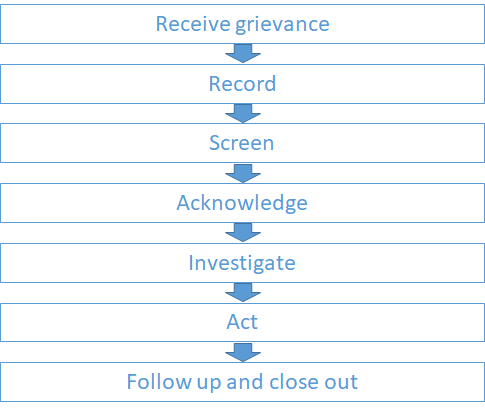 Receive grievance
Record
Screen
Acknowledge
Investigate
Act
Follow up and close out